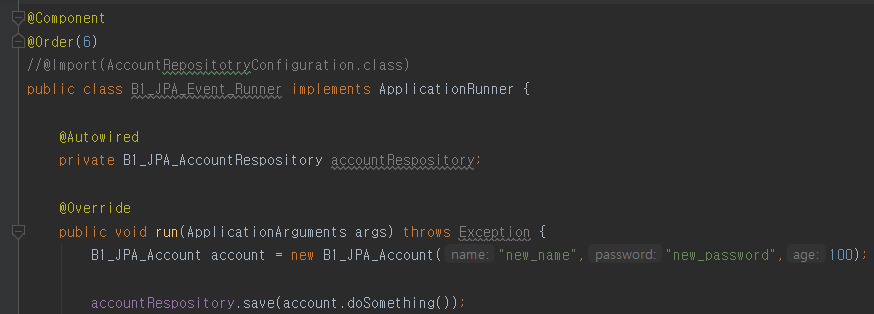 @Component
@Order(6)
//@Import(AccountRepositotryConfiguration.class)
public class B1_JPA_Event_Runner implements ApplicationRunner {
@Autowired
private B1_JPA_AccountRespository accountRespository;
@Override
public void run(ApplicationArguments args) throws Exception {
B1_JPA_Account account = new B1_JPA_Account( name: "new_name", password: "new_password", age: 100);
accountRespository.save(account.doSomething());